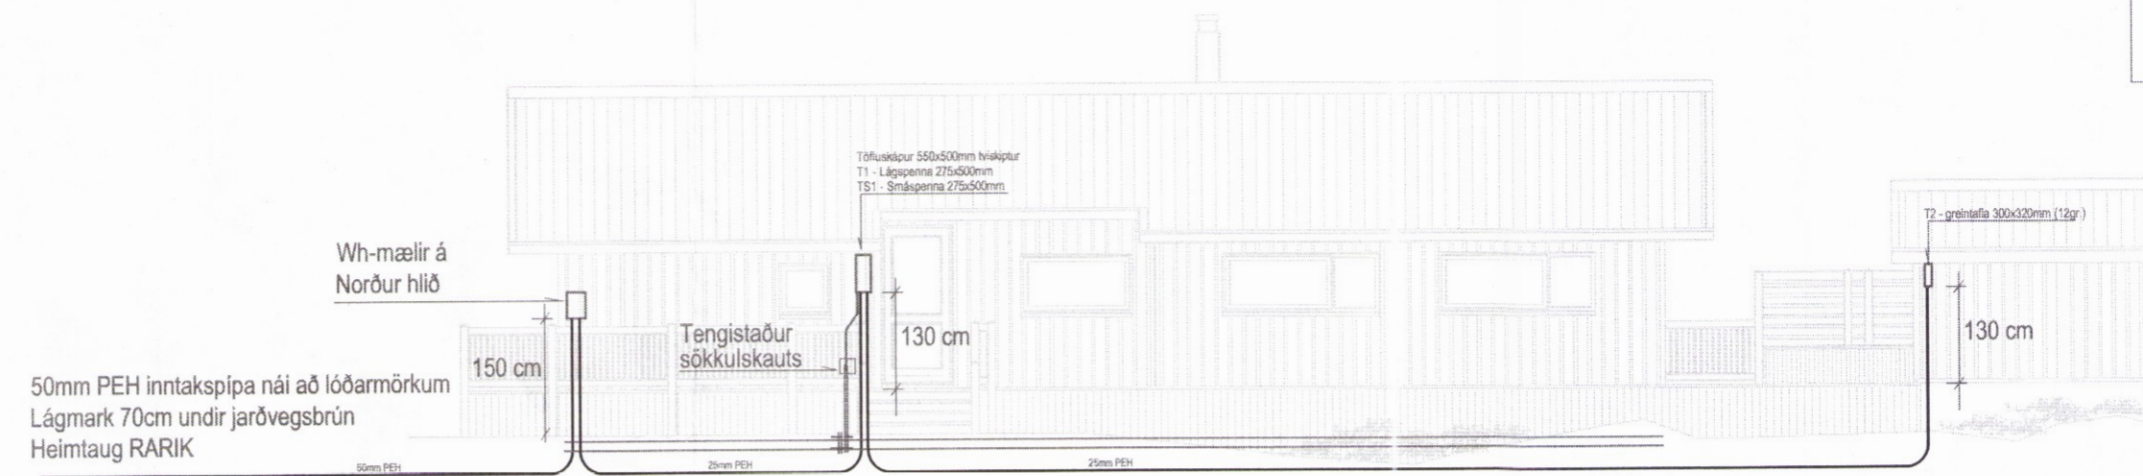 Töfluskápur 550x500mm tvískiptur
T1 - Lágspenna 275x500mm
TS1 - Smáspenna 275x500mm
T2 - greintafla 300x320mm (12gr.)
Wh-mælir á
Norður hlið
Tengistaður
sökkulskauts
130 cm
130 cm
150 cm
50mm PEH inntakspípa nái að lóðarmörkum
Lágmark 70cm undir jarðvegsbrún
Heimtaug RARIK
50mm PEH
25mm PEH
25mm PEH